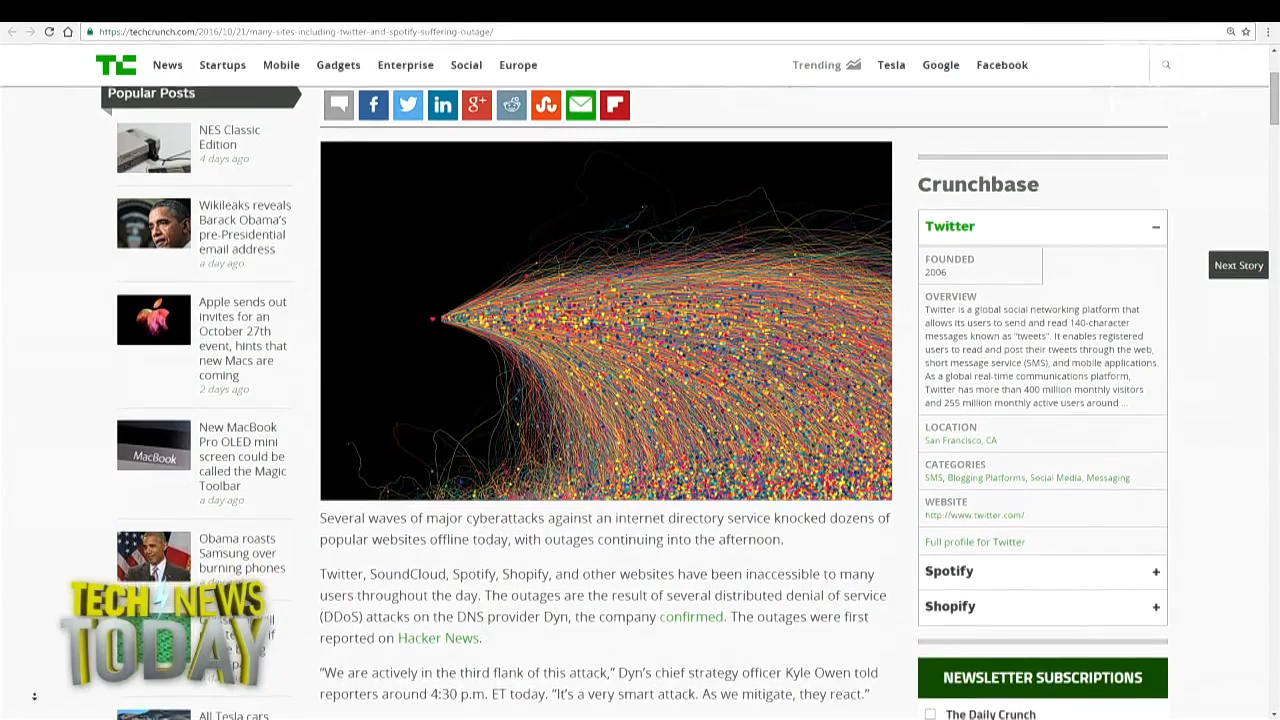 https://techcrunch.com/2016/10/21/many-sites-including-twitter-and-spotify-suffering-outage/
TC News Startups Mobile Gadgets Enterprise Social Europe Trending Tesla Google Facebook
Popular Posts
NES Classic
Edition
4 days ago
Wikileaks reveals
Barack Obama's
pre-Presidential
email address
a day ago
Apple sends out
invites for an
October 27th
event, hints that
new Macs are
coming
2 days ago
MacBook
New MacBook
Pro OLED mini
screen could be
called the Magic
Toolbar
a day ago
Obama roasts
Samsung over
burning phones
All Tesla cars
TECH NEWS
TODAY
Several waves of major cyberattacks against an internet directory service knocked dozens of
popular websites offline today, with outages continuing into the afternoon.
Twitter, SoundCloud, Spotify, Shopify, and other websites have been inaccessible to many
users throughout the day. The outages are the result of several distributed denial of service
(DDoS) attacks on the DNS provider Dyn, the company confirmed. The outages were first
reported on Hacker News.
"We are actively in the third flank of this attack," Dyn's chief strategy officer Kyle Owen told
reporters around 4:30 p.m. ET today. "It's a very smart attack. As we mitigate, they react."
Crunchbase
Twitter –
FOUNDED
2006
OVERVIEW
Twitter is a global social networking platform that
allows its users to send and read 140-character
messages known as "tweets". It enables registered
users to read and post their tweets through the web,
short message service (SMS), and mobile applications.
As a global real-time communications platform,
Twitter has more than 400 million monthly visitors
and 255 million monthly active users around ...
LOCATION
San Francisco, CA
CATEGORIES
SMS, Blogging Platforms, Social Media, Messaging
WEBSITE
http://www.twitter.com/
Full profile for Twitter
Spotify +
Shopify +
NEWSLETTER SUBSCRIPTIONS
The Daily Crunch
Next Story